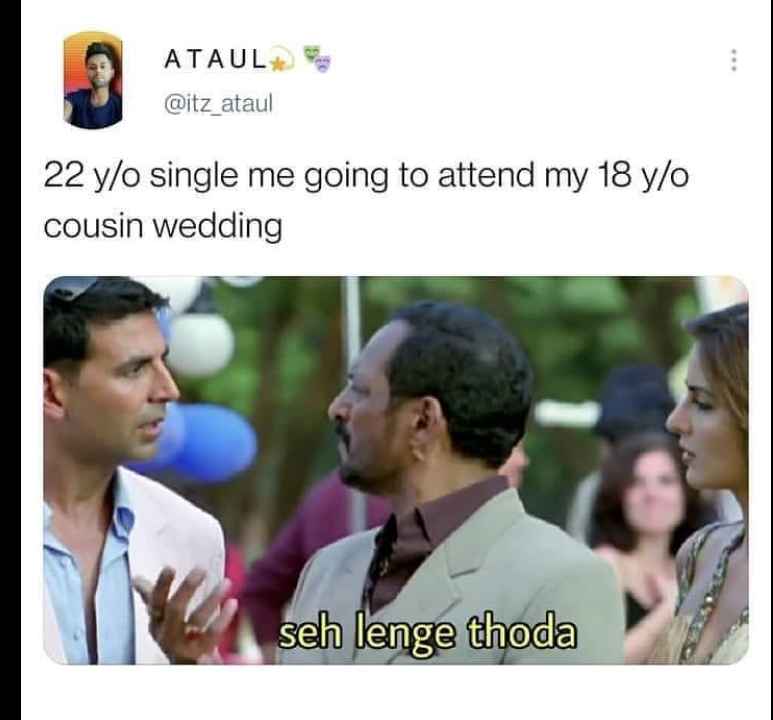 ATAUL💫🎭
@itz_ataul
22 y/o single me going to attend my 18 y/o
cousin wedding
seh lenge thoda